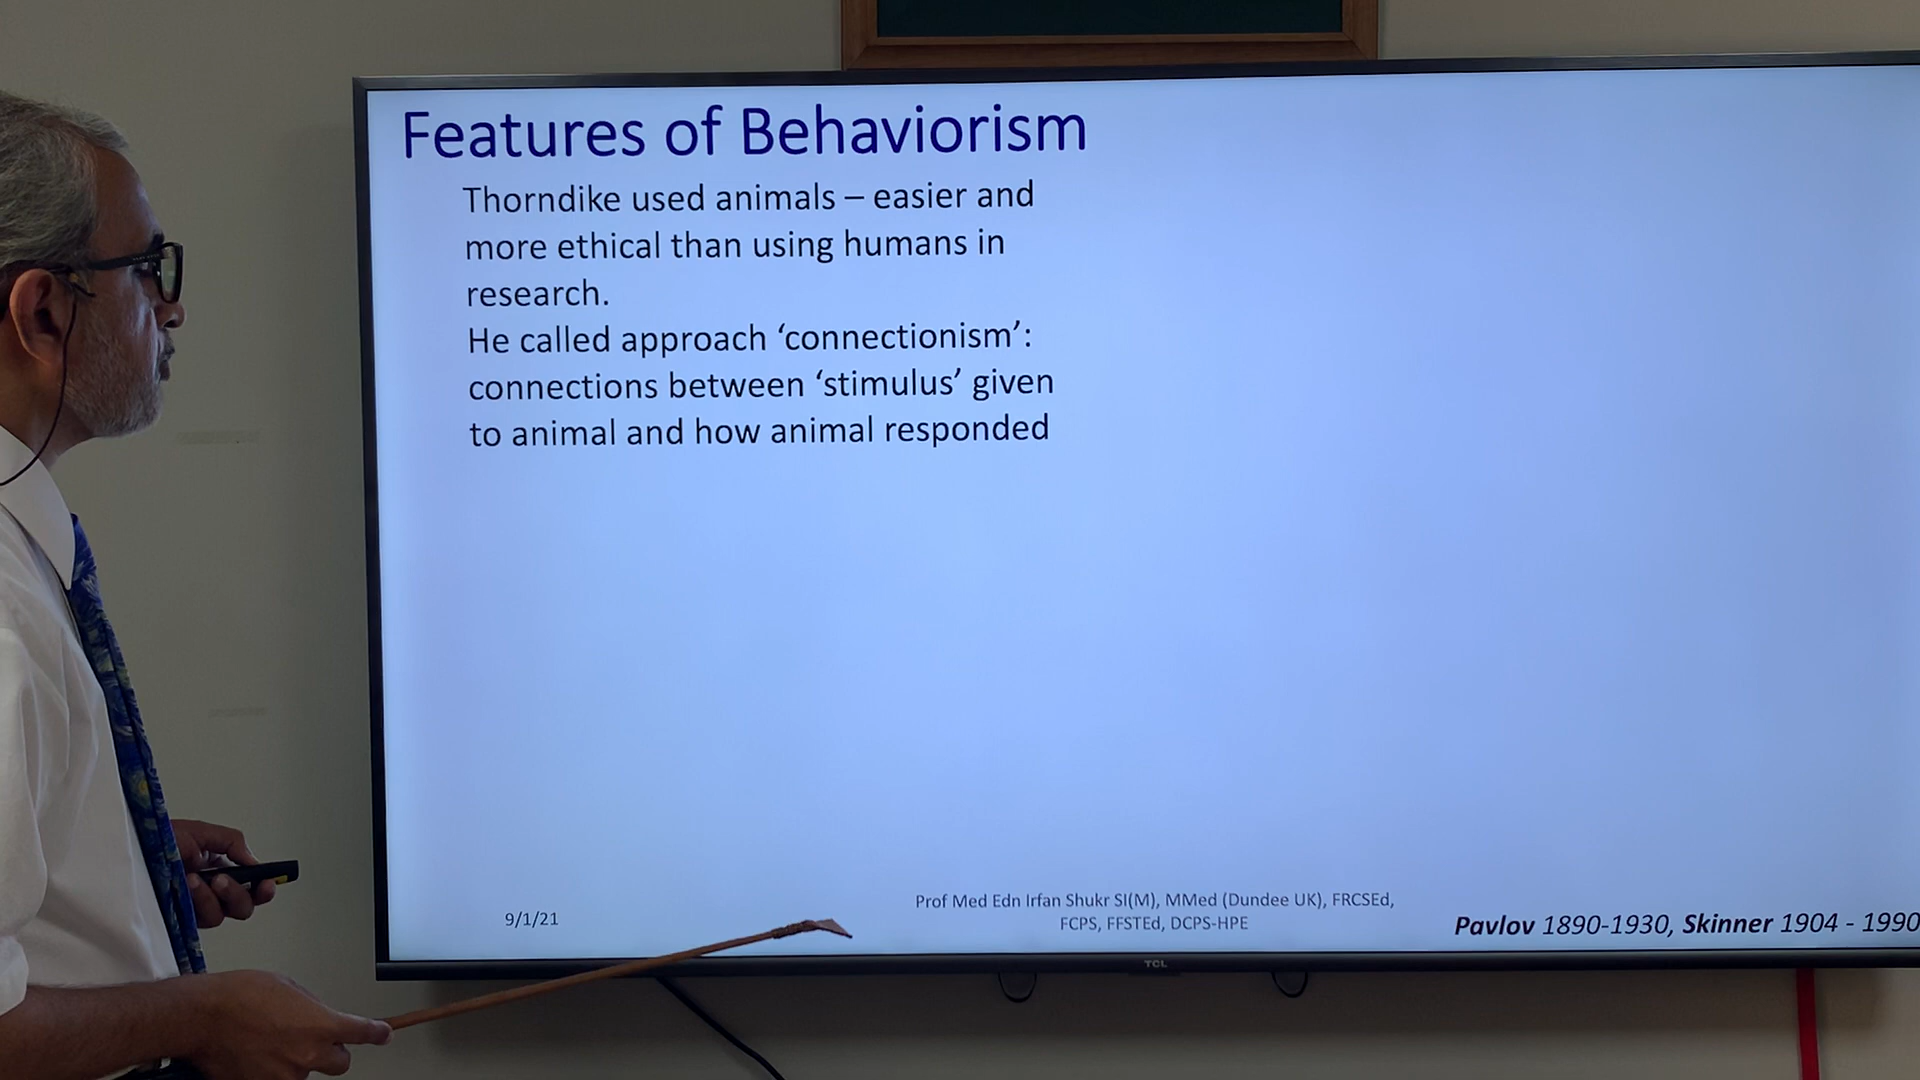 Features of Behaviorism
Thorndike used animals – easier and
more ethical than using humans in
research.
He called approach ‘connectionism’:
connections between ‘stimulus’ given
to animal and how animal responded
9/1/21
Prof Med Edn Irfan Shukr SI(M), MMed (Dundee UK), FRCSEd,
FCPS, FFSTEd, DCPS-HPE
Pavlov 1890-1930, Skinner 1904 - 1990
TCL